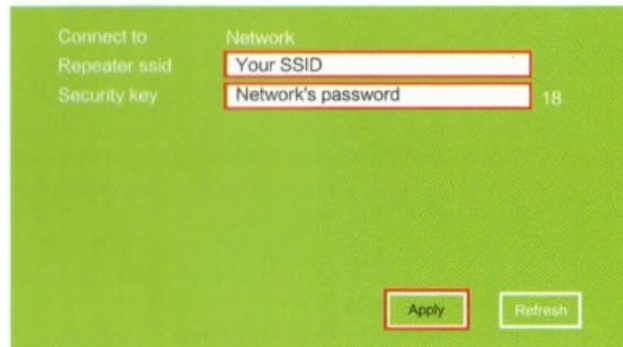 Connect to Network
Repeater ssid Your SSID
Security key Network's password 18
Apply Refresh